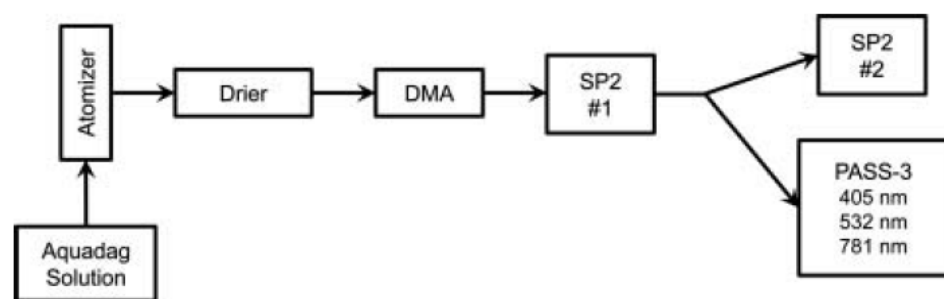 Atomizer
Drier
DMA
SP2
#1
SP2
#2
PASS-3
405 nm
532 nm
781 nm
Aquadag
Solution